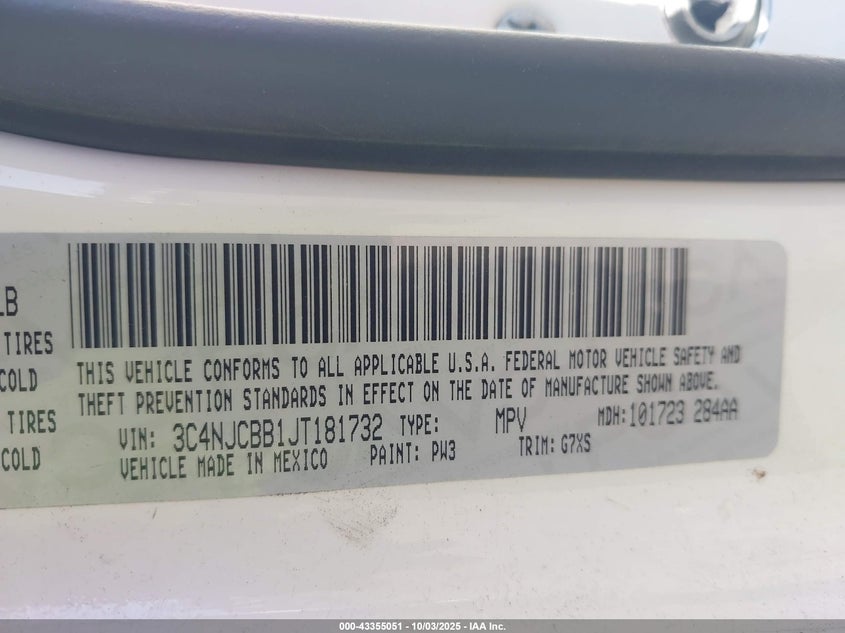 LB
TIRES
COLD
TIRES
COLD
THIS VEHICLE CONFORMS TO ALL APPLICABLE U.S.A. FEDERAL MOTOR VEHICLE SAFETY AND
THEFT PREVENTION STANDARDS IN EFFECT ON THE DATE OF MANUFACTURE SHOWN ABOVE.
VIN: 3C4NJCBB1JT181732 TYPE: MPV MDH: 101723 284AA
VEHICLE MADE IN MEXICO PAINT: PW3 TRIM: G7XS
000-43355051 - 10/03/2025 - IAA Inc.